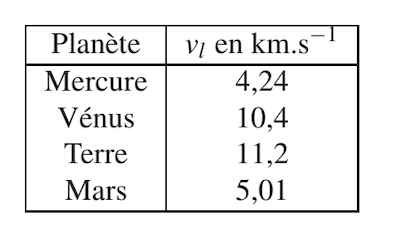 Planète v_l en km.s⁻¹
Mercure 4,24
Vénus 10,4
Terre 11,2
Mars 5,01